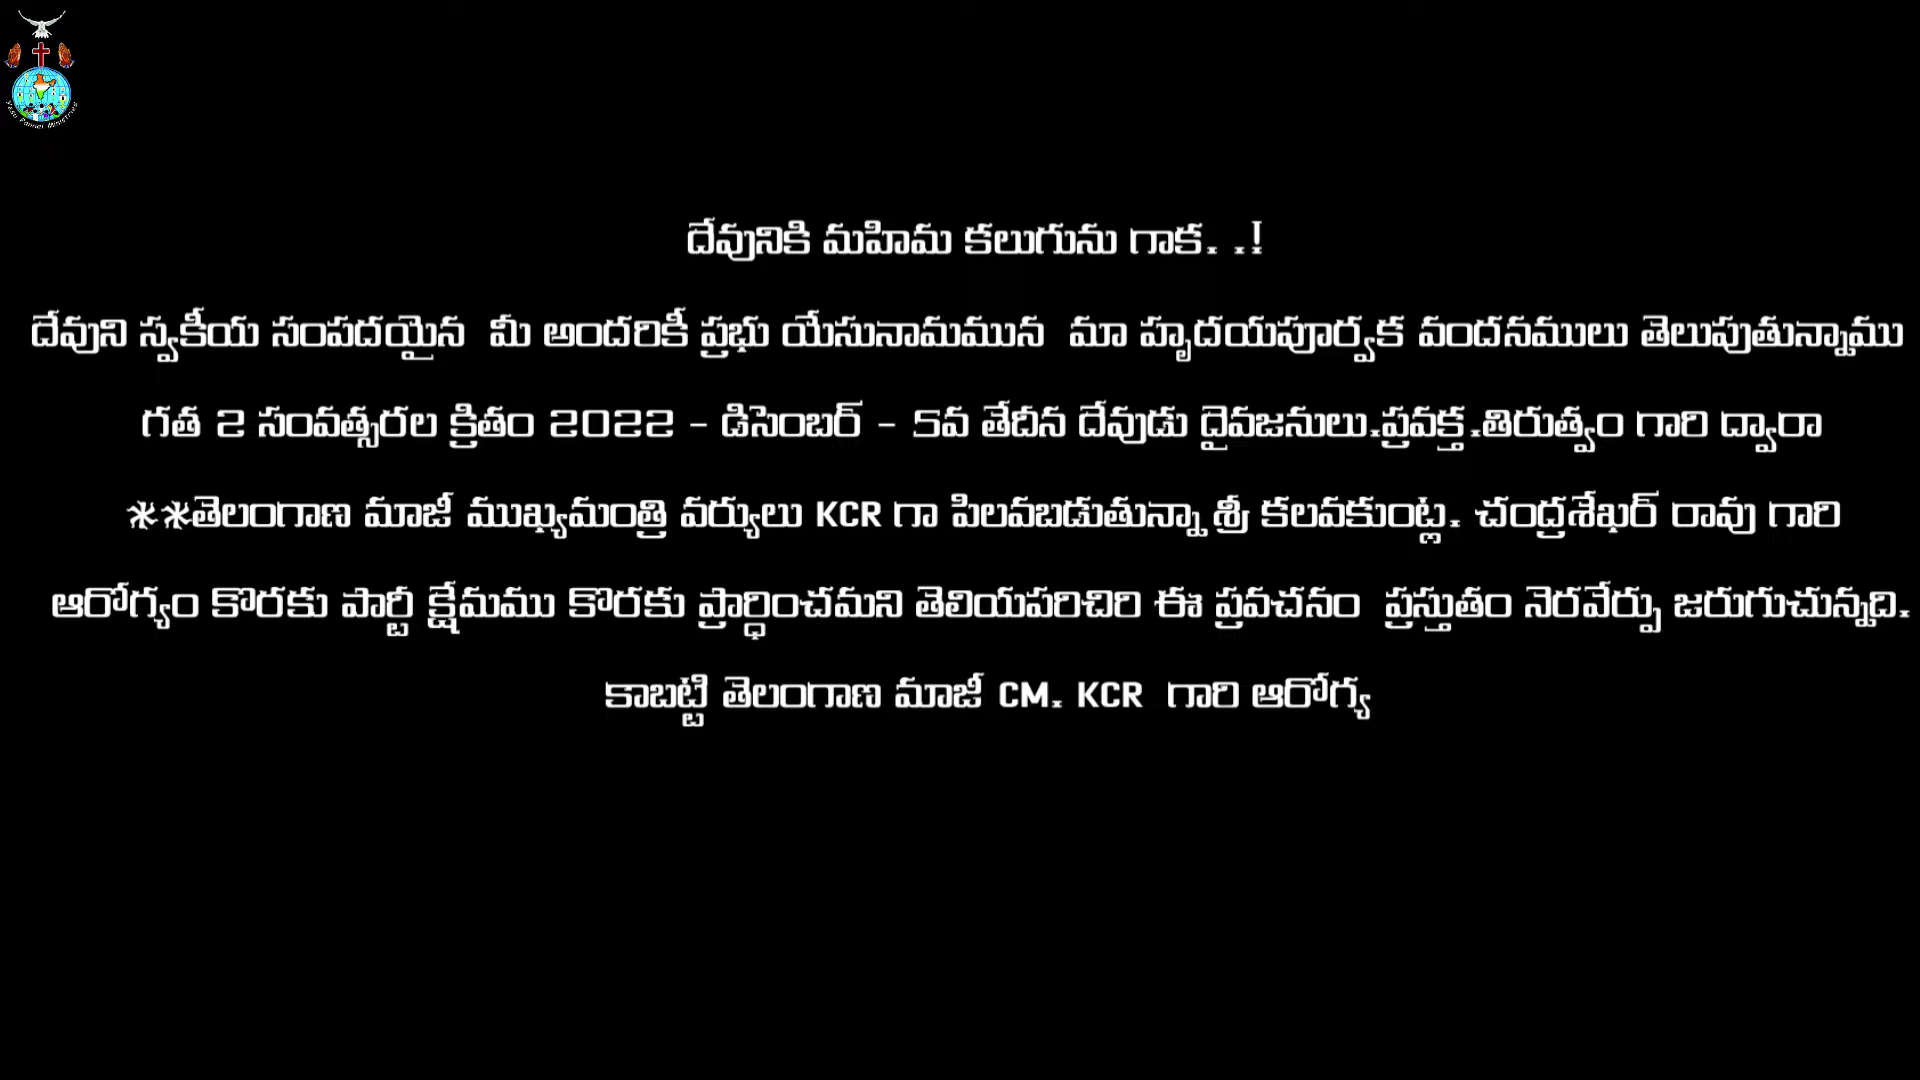 దేవునికి మహిమ కలుగును గాక. .!
దేవుని స్వకీయ సంపదయైన మీ అందరికీ ప్రభు యేసునామమున మా హృదయపూర్వక వందనములు తెలుపుతున్నాము
గత 2 సంవత్సరల క్రితం 2022 - డిసెంబర్ - 5వ తేదీన దేవుడు దైవజనులు.ప్రవక్త.తిరుత్వం గారి ద్వారా
**తెలంగాణ మాజీ ముఖ్యమంత్రి వర్యులు KCR గా పిలవబడుతున్నా శ్రీ కలవకుంట్ల. చంద్రశేఖర్ రావు గారి
ఆరోగ్యం కొరకు పార్టీ క్షేమము కొరకు ప్రార్ధించమని తెలియపరిచిరి ఈ ప్రవచనం ప్రస్తుతం నెరవేర్పు జరుగుచున్నది.
కాబట్టి తెలంగాణ మాజీ CM. KCR గారి ఆరోగ్య